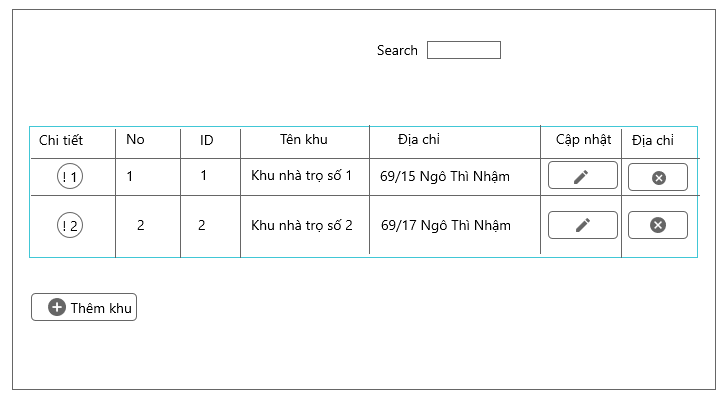 Search
Chi tiết No ID Tên khu Địa chỉ Cập nhật Địa chỉ
! 1 1 1 Khu nhà trọ số 1 69/15 Ngô Thì Nhậm
! 2 2 2 Khu nhà trọ số 2 69/17 Ngô Thì Nhậm
Thêm khu